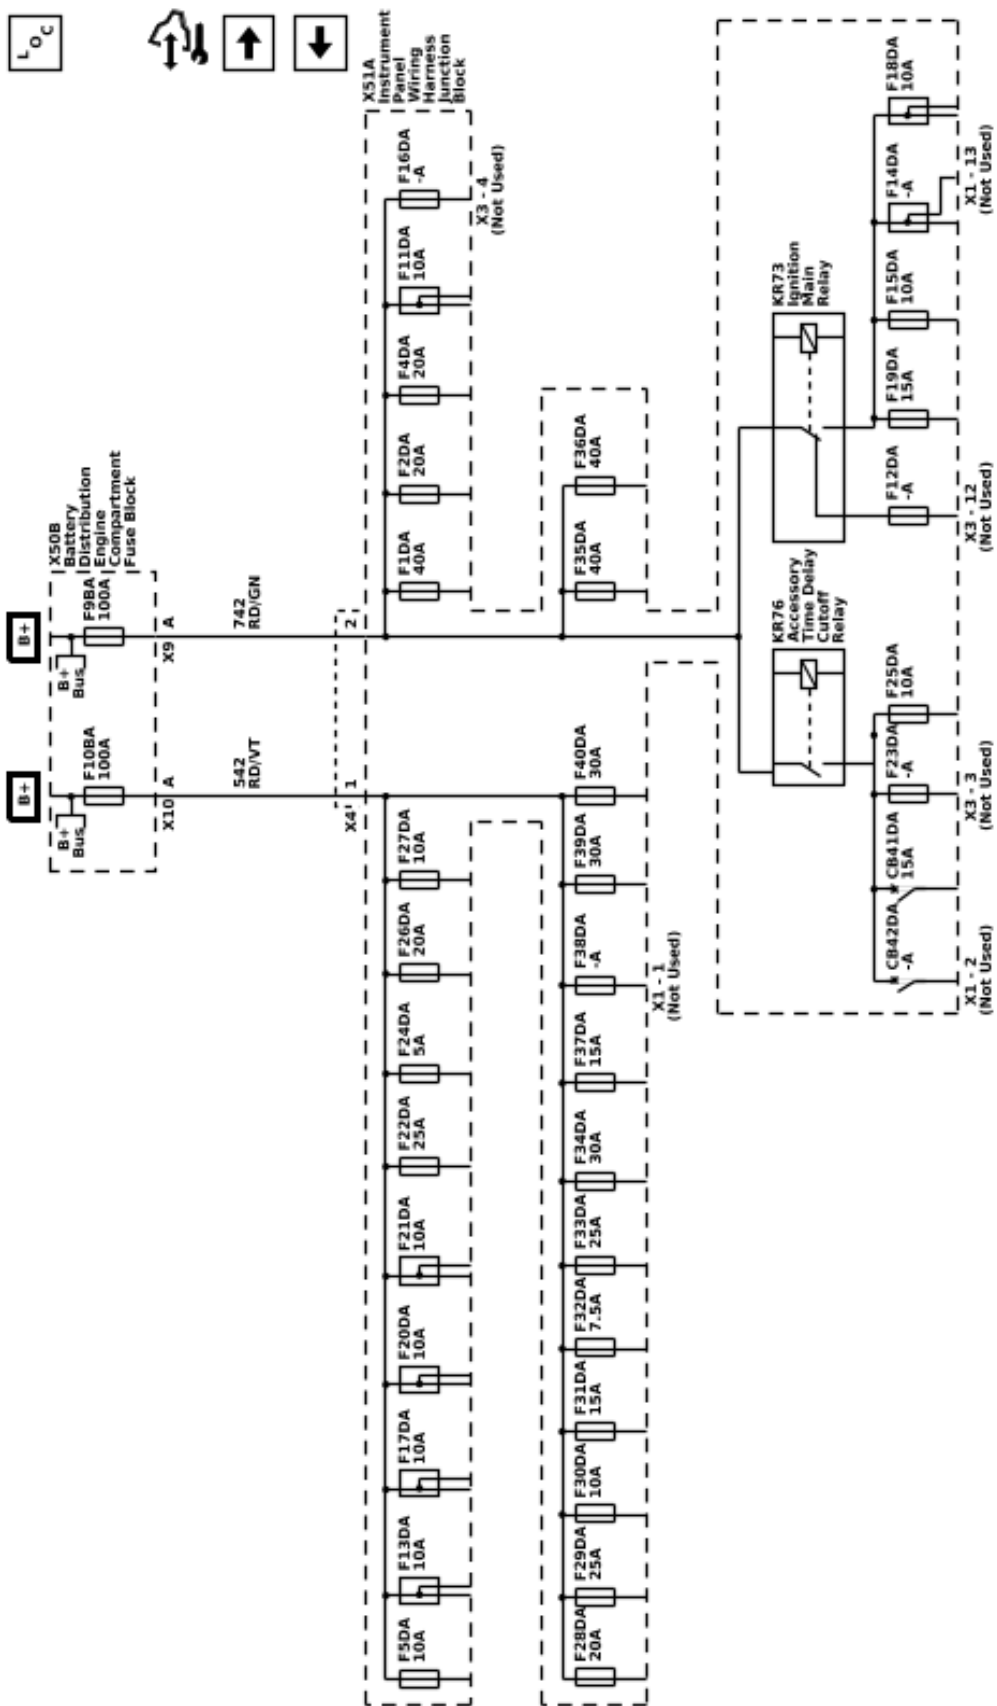 LOC
B+
B+
X50B
Battery
Distribution
Engine
Compartment
Fuse Block
B+
Bus
F10BA
100A
B+
Bus
F9BA
100A
X10
A
X9
A
542
RD/VT
742
RD/GN
X4
1
2
X51A
Instrument
Panel
Wiring
Harness
Junction
Block
F5DA
10A
F13DA
10A
F17DA
10A
F20DA
10A
F21DA
10A
F22DA
25A
F24DA
5A
F26DA
20A
F27DA
10A
F1DA
40A
F2DA
20A
F4DA
20A
F11DA
10A
F16DA
-A
X3 - 4
(Not Used)
F28DA
20A
F29DA
25A
F30DA
10A
F31DA
15A
F32DA
7.5A
F33DA
25A
F34DA
30A
F37DA
15A
F38DA
-A
F39DA
30A
F40DA
30A
F35DA
40A
F36DA
40A
X1 - 1
(Not Used)
KR76
Accessory
Time Delay
Cutoff
Relay
KR73
Ignition
Main
Relay
CB42DA
-A
CB41DA
15A
F23DA
-A
F25DA
10A
F12DA
-A
F19DA
15A
F15DA
10A
F14DA
-A
F18DA
10A
X1 - 2
(Not Used)
X3 - 3
(Not Used)
X3 - 12
(Not Used)
X1 - 13
(Not Used)